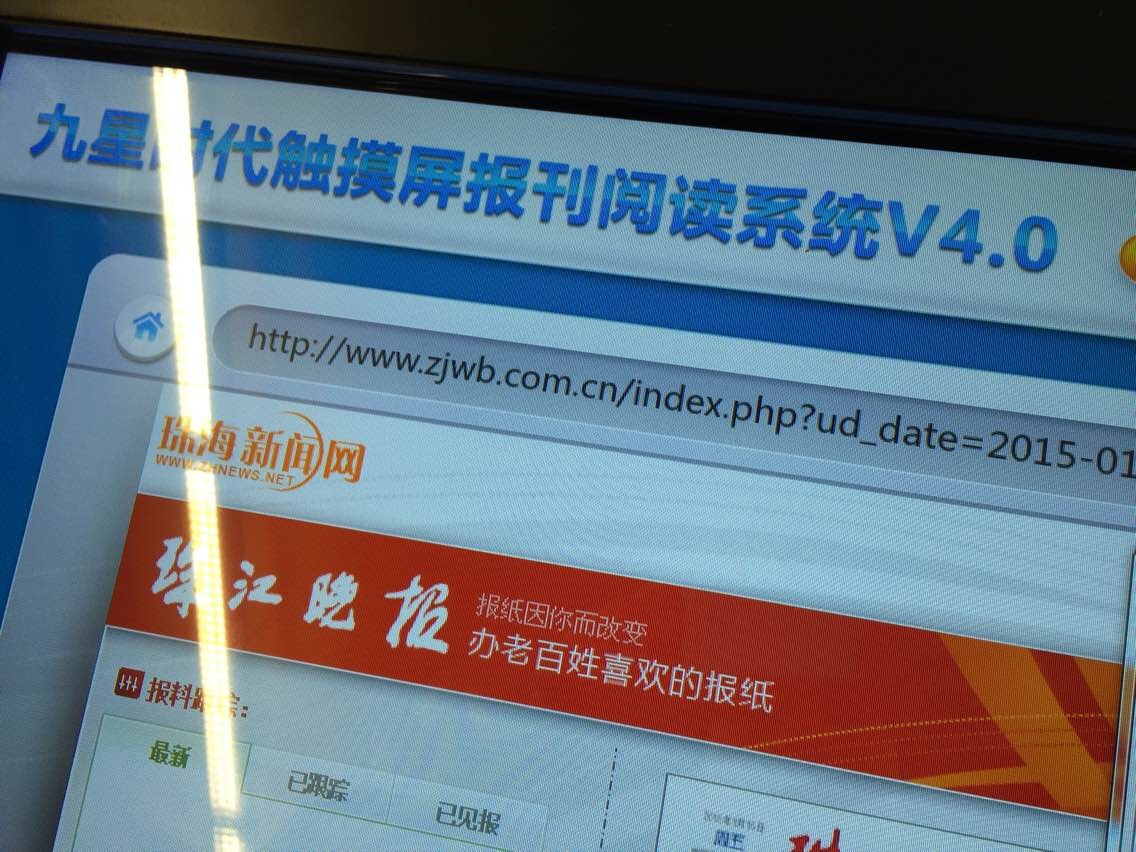 九星时代触摸屏报刊阅读系统V4.0
http://www.zjwb.com.cn/index.php?ud_date=2015-01
珠海新闻网
WWW.ZHNEWS.NET
珠江晚报
报纸因你而改变
办老百姓喜欢的报纸
报料跟踪:
最新
已跟踪
已见报
周五
珠